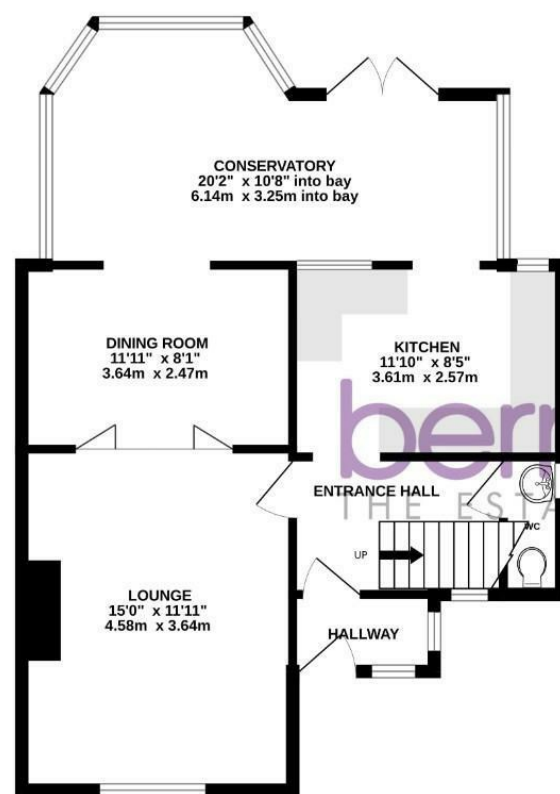 CONSERVATORY
20'2" x 10'8" into bay
6.14m x 3.25m into bay
DINING ROOM
11'11" x 8'1"
3.64m x 2.47m
KITCHEN
11'10" x 8'5"
3.61m x 2.57m
ENTRANCE HALL
THE ESTA
WC
UP
LOUNGE
15'0" x 11'11"
4.58m x 3.64m
HALLWAY